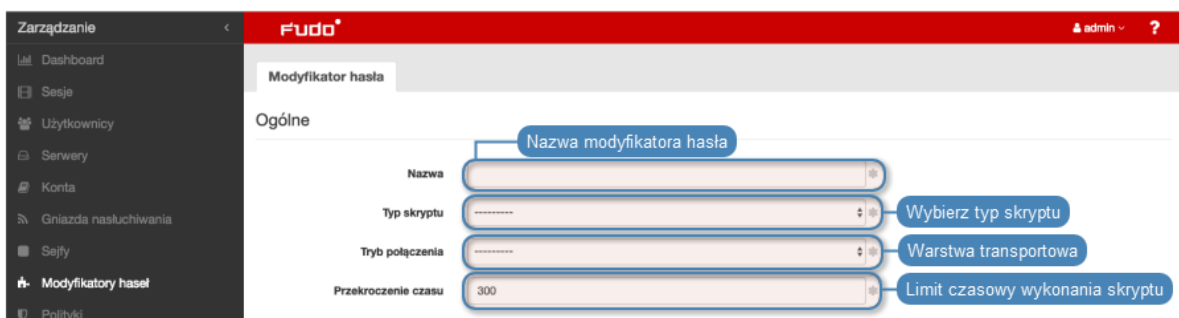 Zarządzanie
Fudo
admin
?
Dashboard
Modyfikator hasła
Sesje
Użytkownicy
Ogólne
Nazwa modyfikatora hasła
Serwery
Nazwa
Konta
Typ skryptu
---------
Wybierz typ skryptu
Gniazda nasłuchiwania
Sejfy
Tryb połączenia
---------
Warstwa transportowa
Modyfikatory haseł
Przekroczenie czasu
300
Limit czasowy wykonania skryptu
Polityki